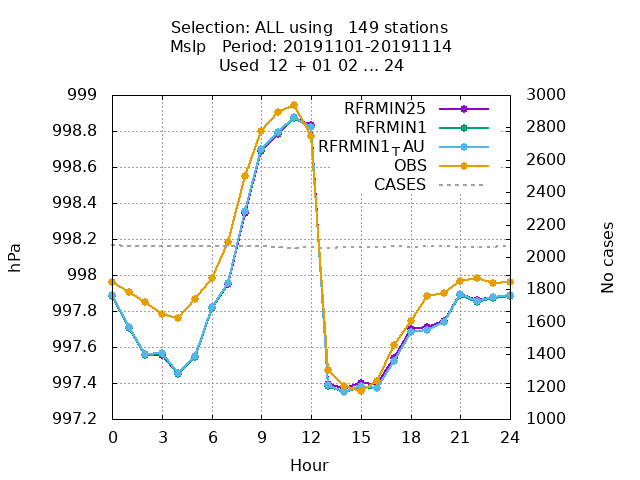 Selection: ALL using   149 stations
Mslp   Period: 20191101-20191114
Used  12 + 01 02 ... 24
hPa
999
998.8
998.6
998.4
998.2
998
997.8
997.6
997.4
997.2
RFRMIN25
RFRMIN1
RFRMIN1_TAU
OBS
CASES
3000
2800
2600
2400
2200
2000
1800
1600
1400
1200
1000
No cases
0 3 6 9 12 15 18 21 24
Hour